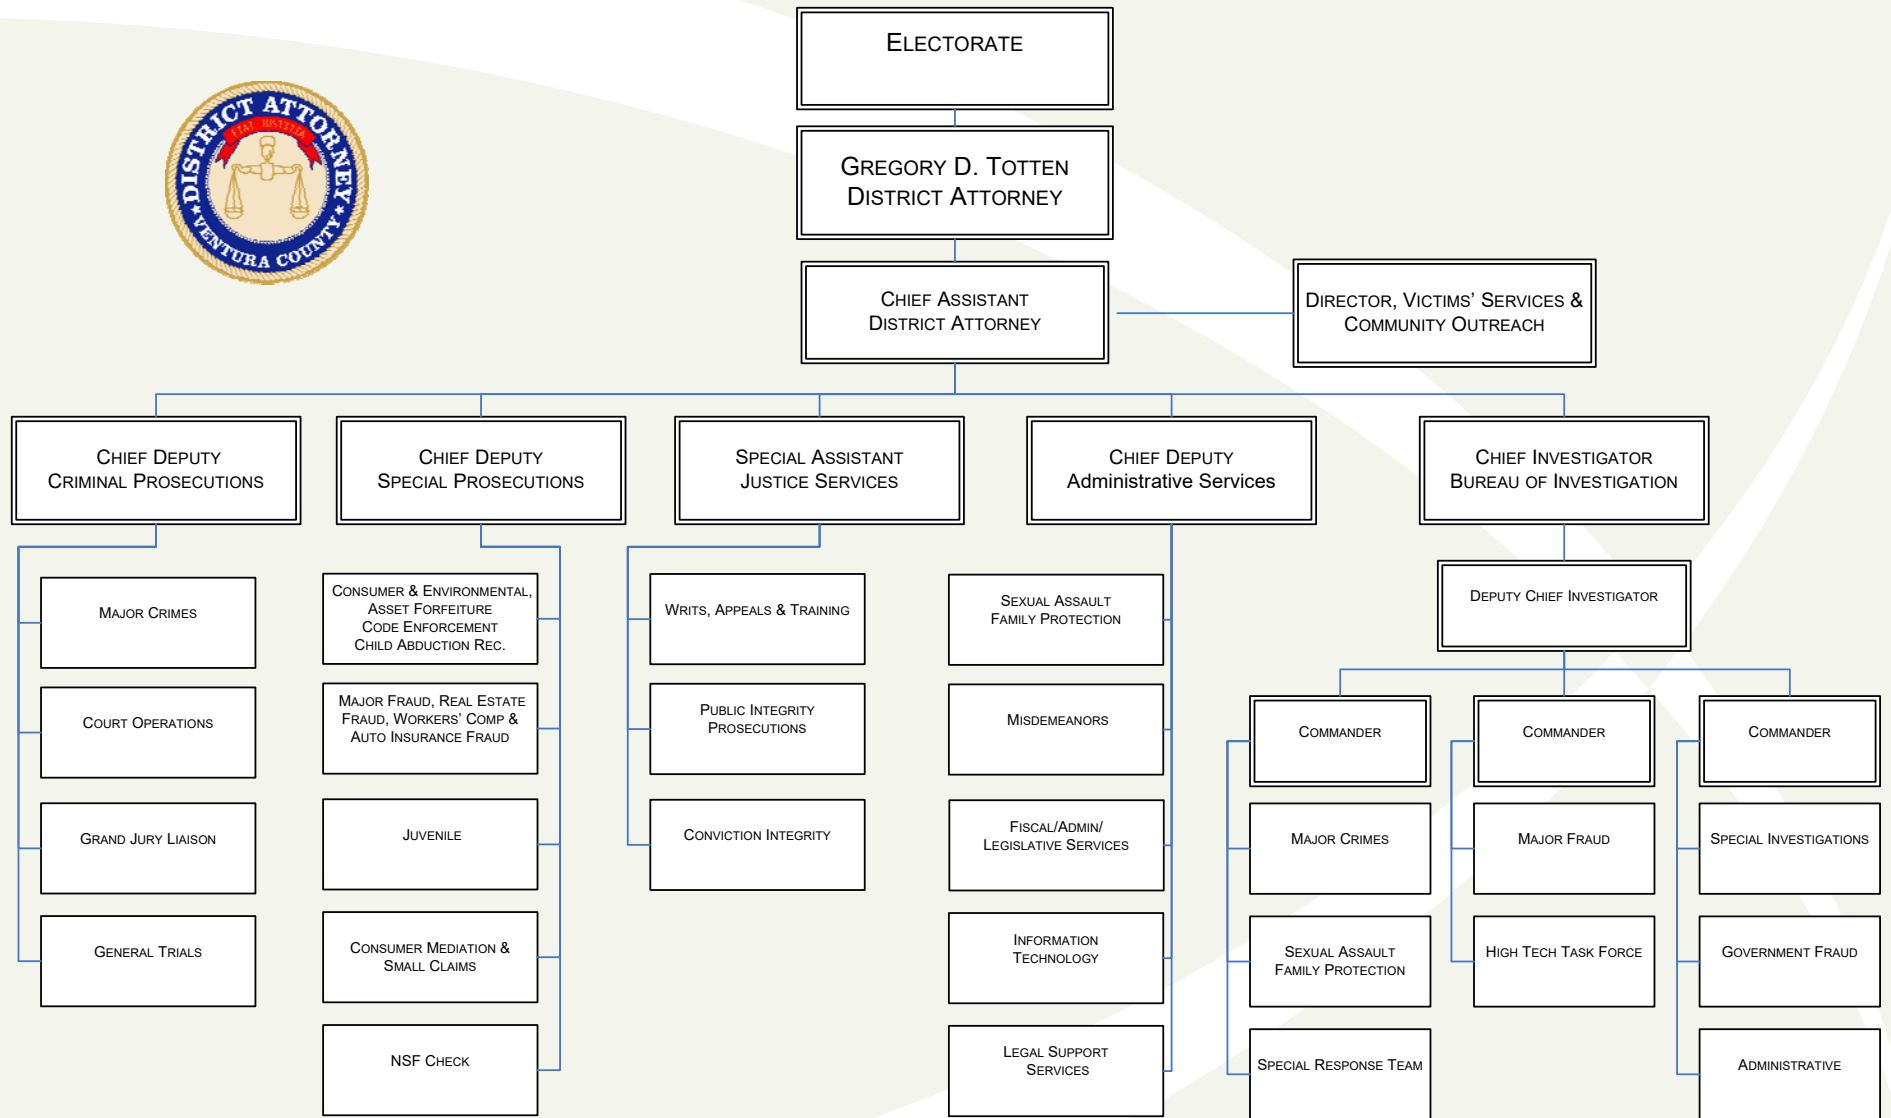 ELECTORATE
DISTRICT ATTORNEY
FIAT JUSTITIA
VENTURA COUNTY
GREGORY D. TOTTEN
DISTRICT ATTORNEY
CHIEF ASSISTANT
DISTRICT ATTORNEY
DIRECTOR, VICTIMS' SERVICES &
COMMUNITY OUTREACH
CHIEF DEPUTY
CRIMINAL PROSECUTIONS
CHIEF DEPUTY
SPECIAL PROSECUTIONS
SPECIAL ASSISTANT
JUSTICE SERVICES
CHIEF DEPUTY
Administrative Services
CHIEF INVESTIGATOR
BUREAU OF INVESTIGATION
MAJOR CRIMES
COURT OPERATIONS
GRAND JURY LIAISON
GENERAL TRIALS
CONSUMER & ENVIRONMENTAL,
ASSET FORFEITURE
CODE ENFORCEMENT
CHILD ABDUCTION REC.
MAJOR FRAUD, REAL ESTATE
FRAUD, WORKERS' COMP &
AUTO INSURANCE FRAUD
JUVENILE
CONSUMER MEDIATION &
SMALL CLAIMS
NSF CHECK
WRITS, APPEALS & TRAINING
PUBLIC INTEGRITY
PROSECUTIONS
CONVICTION INTEGRITY
SEXUAL ASSAULT
FAMILY PROTECTION
MISDEMEANORS
FISCAL/ADMIN/
LEGISLATIVE SERVICES
INFORMATION
TECHNOLOGY
LEGAL SUPPORT
SERVICES
DEPUTY CHIEF INVESTIGATOR
COMMANDER
MAJOR CRIMES
SEXUAL ASSAULT
FAMILY PROTECTION
SPECIAL RESPONSE TEAM
COMMANDER
MAJOR FRAUD
HIGH TECH TASK FORCE
COMMANDER
SPECIAL INVESTIGATIONS
GOVERNMENT FRAUD
ADMINISTRATIVE